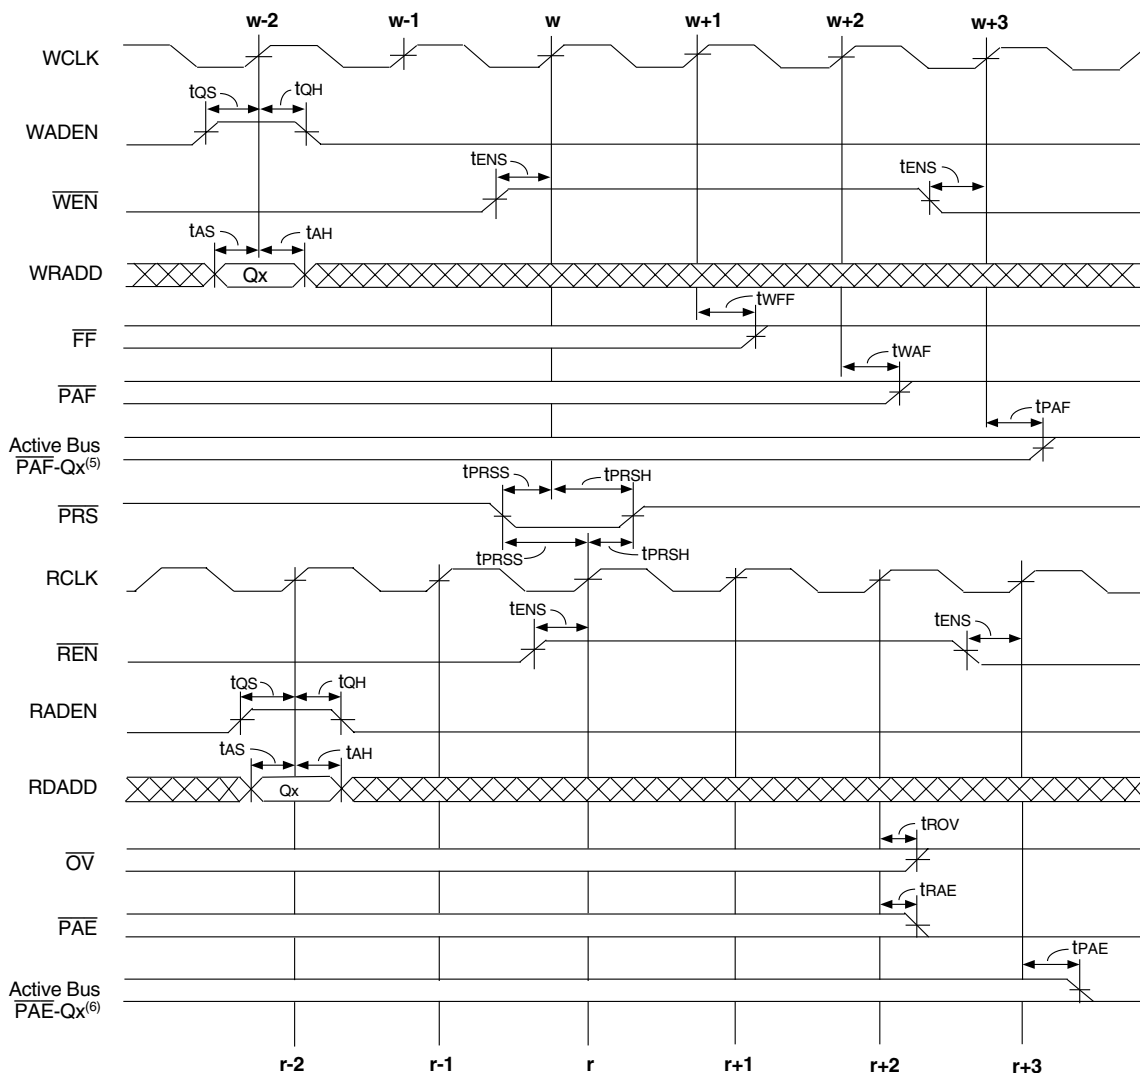 w-2 w-1 w w+1 w+2 w+3
WCLK
tQS tQH
WADEN
tENS tENS
WEN
tAS tAH
WRADD Qx
tWFF
FF
tWAF
PAF
tPAF
Active Bus
PAF-Qx(5)
tPRSS tPRSH
PRS
tPRSS tPRSH
RCLK
tENS tENS
REN
tQS tQH
RADEN
tAS tAH
RDADD Qx
tROV
OV
tRAE
PAE
tPAE
Active Bus
PAE-Qx(6)
r-2 r-1 r r+1 r+2 r+3